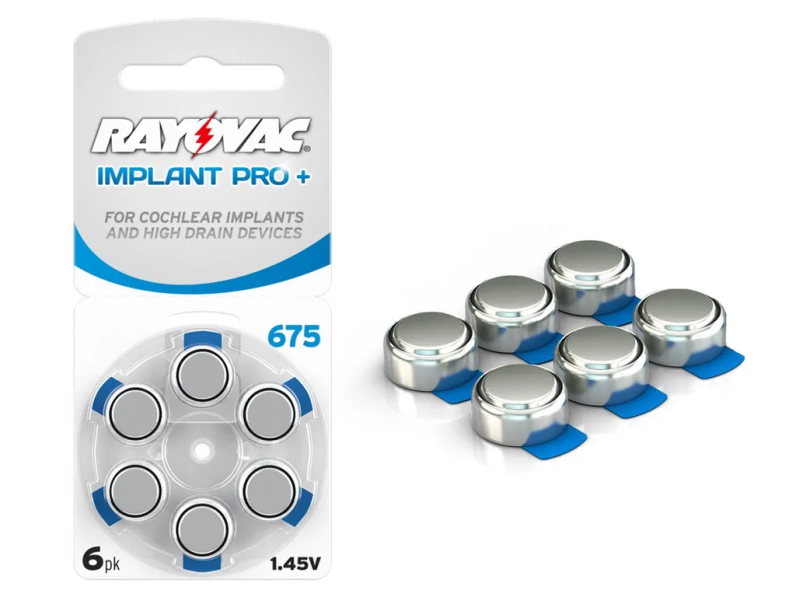 RAYOVAC®
IMPLANT PRO +
FOR COCHLEAR IMPLANTS
AND HIGH DRAIN DEVICES
675
6pk
1.45V